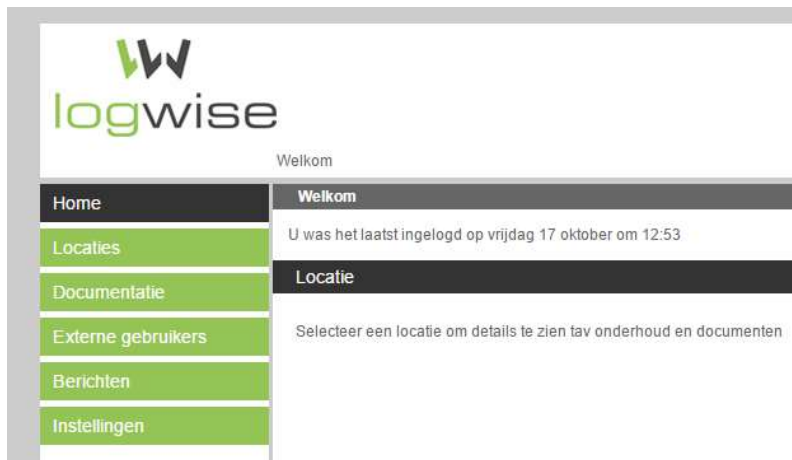 logwise
Welkom
Home
Locaties
Documentatie
Externe gebruikers
Berichten
Instellingen
Welkom
U was het laatst ingelogd op vrijdag 17 oktober om 12:53
Locatie
Selecteer een locatie om details te zien tav onderhoud en documenten